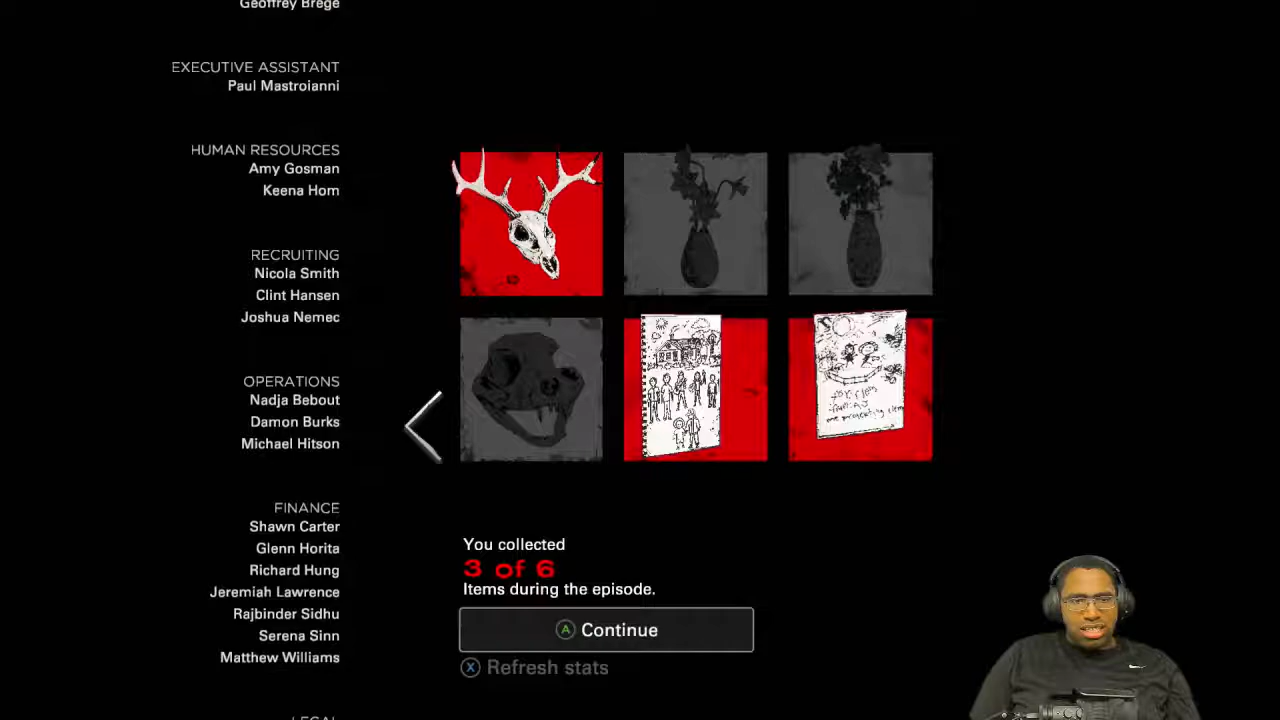 Geoffrey Brege
EXECUTIVE ASSISTANT
Paul Mastroianni
HUMAN RESOURCES
Amy Gosman
Keena Hom
RECRUITING
Nicola Smith
Clint Hansen
Joshua Nemec
OPERATIONS
Nadja Bebout
Damon Burks
Michael Hitson
FINANCE
Shawn Carter
Glenn Horita
Richard Hung
Jeremiah Lawrence
Rajbinder Sidhu
Serena Sinn
Matthew Williams
LEGAL
You collected
3 of 6
Items during the episode.
A Continue
X Refresh stats